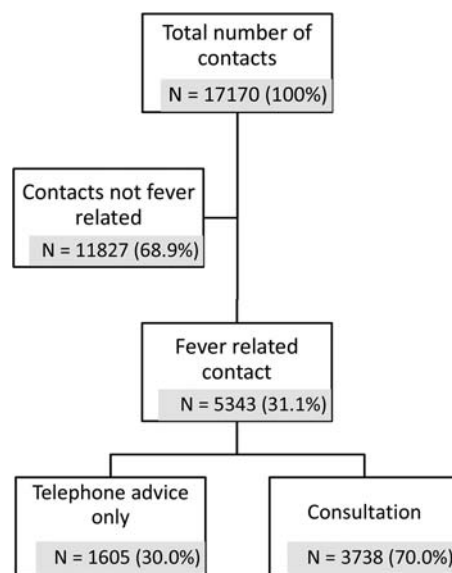 Total number of
contacts
N = 17170 (100%)
Contacts not fever
related
N = 11827 (68.9%)
Fever related
contact
N = 5343 (31.1%)
Telephone advice
only
N = 1605 (30.0%)
Consultation
N = 3738 (70.0%)